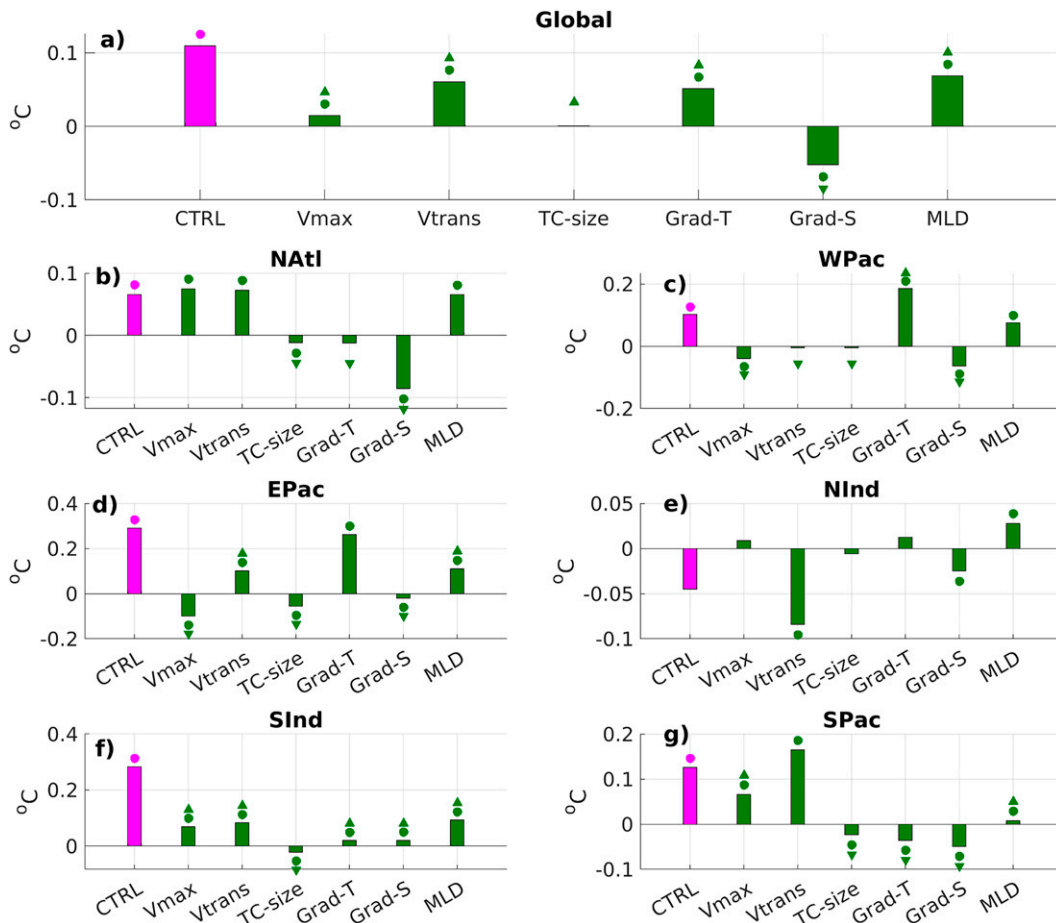 Global
a)
0.1
0
-0.1
°C
CTRL Vmax Vtrans TC-size Grad-T Grad-S MLD
NAtl
b)
0.1
0
-0.1
°C
CTRL Vmax Vtrans TC-size Grad-T Grad-S MLD
WPac
c)
0.2
0
-0.2
°C
CTRL Vmax Vtrans TC-size Grad-T Grad-S MLD
EPac
d)
0.4
0.2
0
-0.2
°C
CTRL Vmax Vtrans TC-size Grad-T Grad-S MLD
NInd
e)
0.05
0
-0.05
-0.1
°C
CTRL Vmax Vtrans TC-size Grad-T Grad-S MLD
SInd
f)
0.4
0.2
0
°C
CTRL Vmax Vtrans TC-size Grad-T Grad-S MLD
SPac
g)
0.2
0.1
0
-0.1
°C
CTRL Vmax Vtrans TC-size Grad-T Grad-S MLD